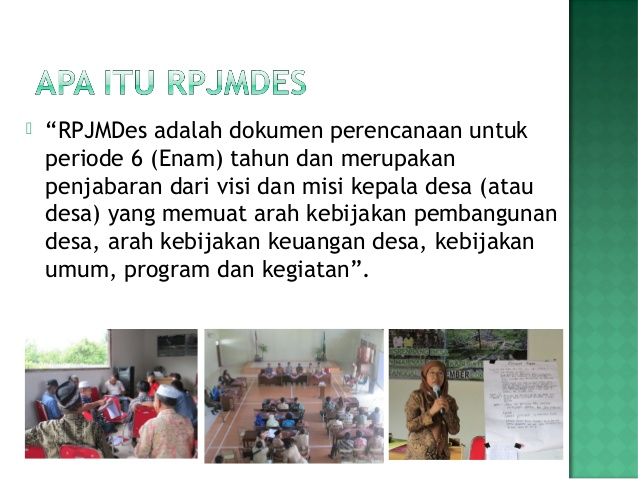 APA ITU RPJMDES
“RPJMDes adalah dokumen perencanaan untuk
periode 6 (Enam) tahun dan merupakan
penjabaran dari visi dan misi kepala desa (atau
desa) yang memuat arah kebijakan pembangunan
desa, arah kebijakan keuangan desa, kebijakan
umum, program dan kegiatan”.